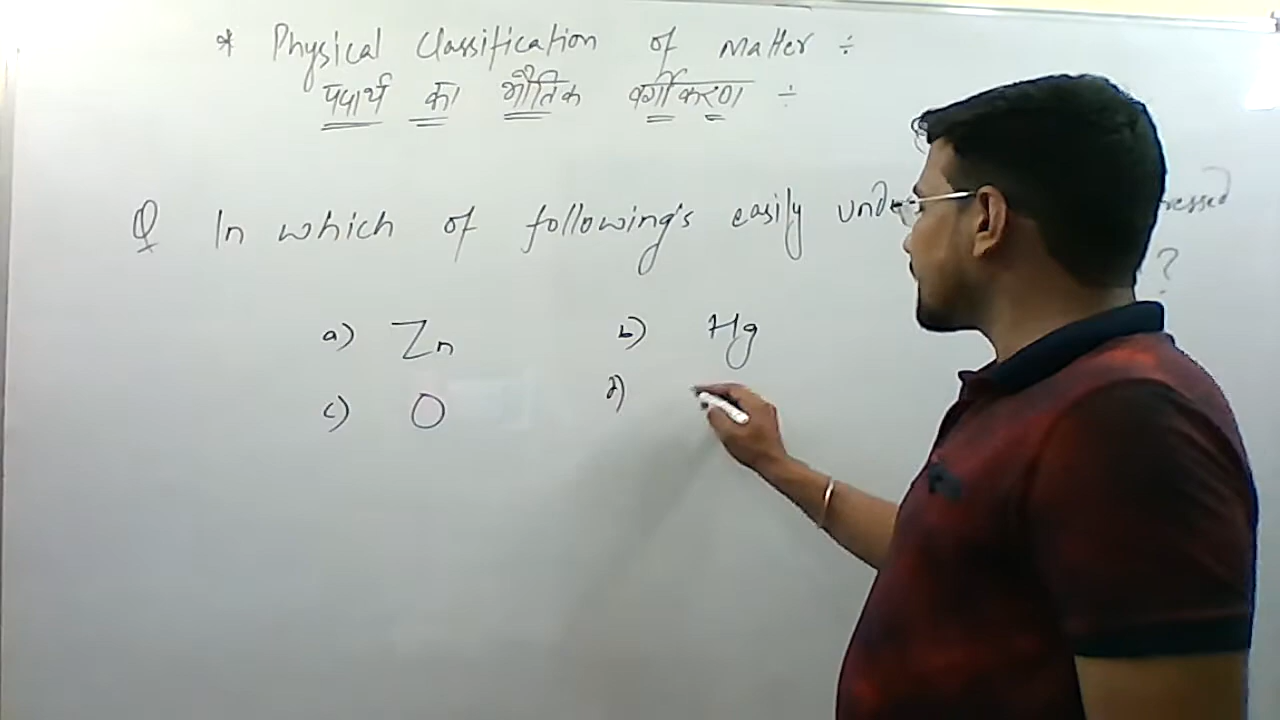 * Physical Classification of Matter ÷
पदार्थ का भौतिक वर्गीकरण ÷
Q In which of following's easily
?
a) Zn b) Hg
c) O d)